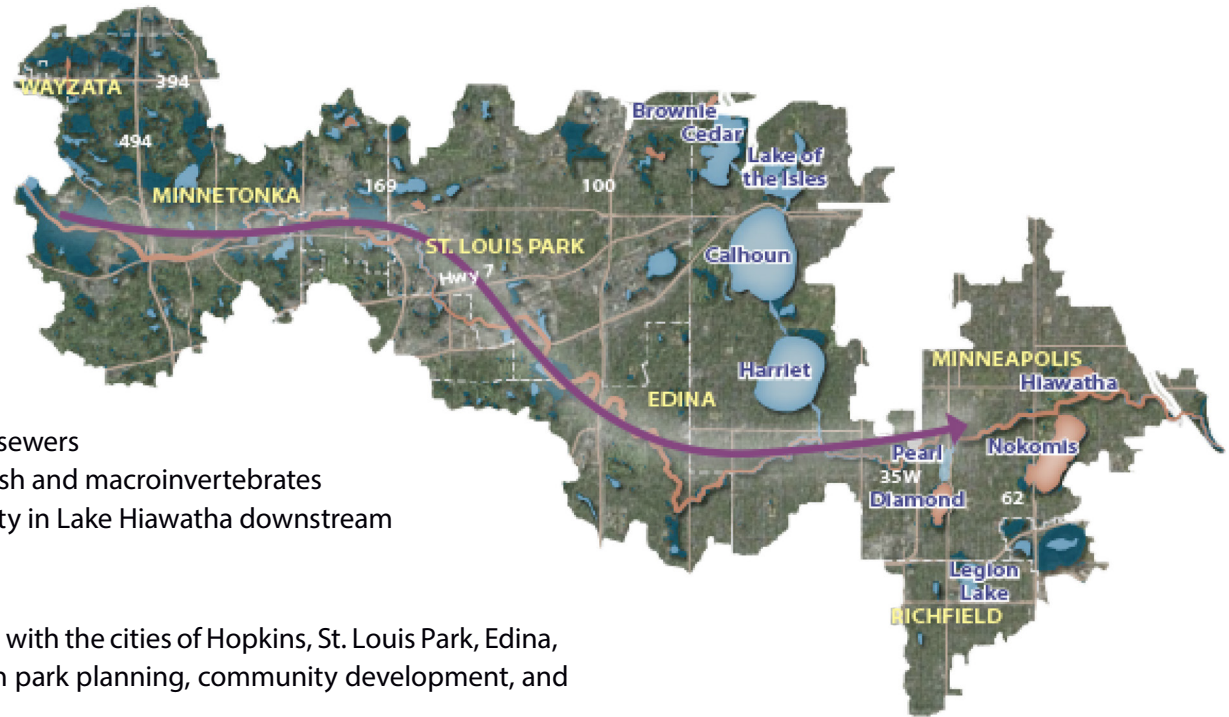 WAYZATA
394
494
Brownie
Cedar
Lake of
the Isles
MINNETONKA
169
100
ST. LOUIS PARK
Hwy 7
Calhoun
Harriet
MINNEAPOLIS
Hiawatha
EDINA
sewers
Pearl
Nokomis
sh and macroinvertebrates
35W
Diamond
62
ty in Lake Hiawatha downstream
Legion
Lake
RICHFIELD
with the cities of Hopkins, St. Louis Park, Edina,
park planning, community development, and